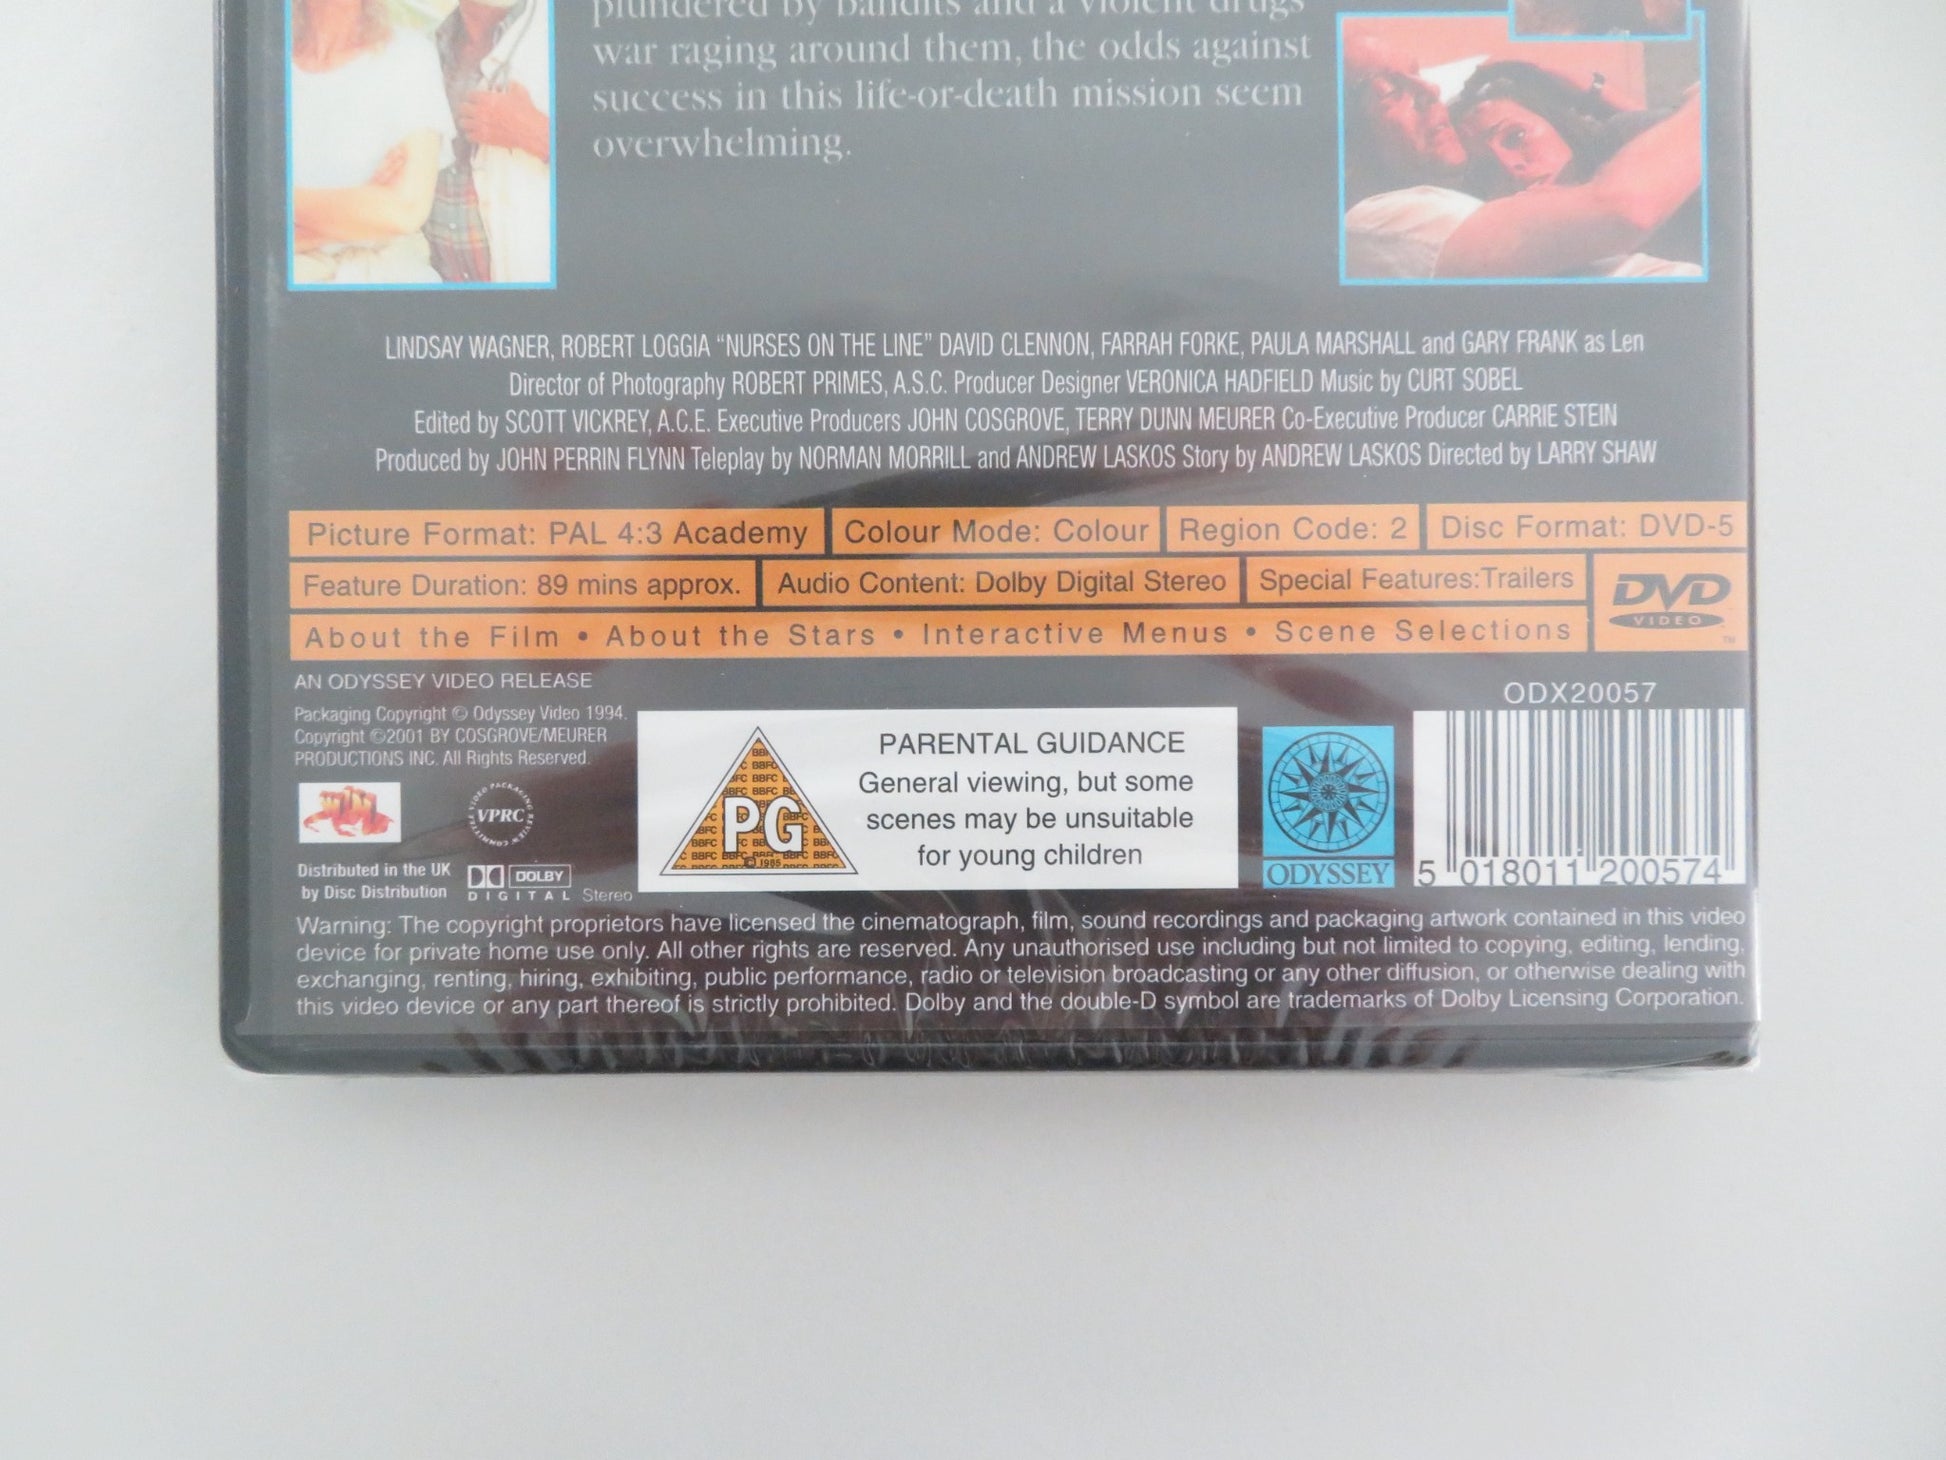 plundered by bandits and a violent drugs
war raging around them, the odds against
success in this life-or-death mission seem
overwhelming.
LINDSAY WAGNER, ROBERT LOGGIA “NURSES ON THE LINE” DAVID CLENNON, FARRAH FORKE, PAULA MARSHALL and GARY FRANK as Len
Director of Photography ROBERT PRIMES, A.S.C. Producer Designer VERONICA HADFIELD Music by CURT SOBEL
Edited by SCOTT VICKREY, A.C.E. Executive Producers JOHN COSGROVE, TERRY DUNN MEURER Co-Executive Producer CARRIE STEIN
Produced by JOHN PERRIN FLYNN Teleplay by NORMAN MORRILL and ANDREW LASKOS Story by ANDREW LASKOS Directed by LARRY SHAW
Picture Format: PAL 4:3 Academy Colour Mode: Colour Region Code: 2 Disc Format: DVD-5
Feature Duration: 89 mins approx. Audio Content: Dolby Digital Stereo Special Features:Trailers
DVD
VIDEO
TM
About the Film • About the Stars • Interactive Menus • Scene Selections
AN ODYSSEY VIDEO RELEASE
Packaging Copyright © Odyssey Video 1994.
Copyright ©2001 BY COSGROVE/MEURER
PRODUCTIONS INC. All Rights Reserved.
VIDEO PACKAGING REVIEW COMMITTEE
VPRC
Distributed in the UK
by Disc Distribution
DOLBY
DIGITAL Stereo
PG
© 1985
PARENTAL GUIDANCE
General viewing, but some
scenes may be unsuitable
for young children
ODYSSEY
ODX20057
5 018011 200574
Warning: The copyright proprietors have licensed the cinematograph, film, sound recordings and packaging artwork contained in this video
device for private home use only. All other rights are reserved. Any unauthorised use including but not limited to copying, editing, lending,
exchanging, renting, hiring, exhibiting, public performance, radio or television broadcasting or any other diffusion, or otherwise dealing with
this video device or any part thereof is strictly prohibited. Dolby and the double-D symbol are trademarks of Dolby Licensing Corporation.